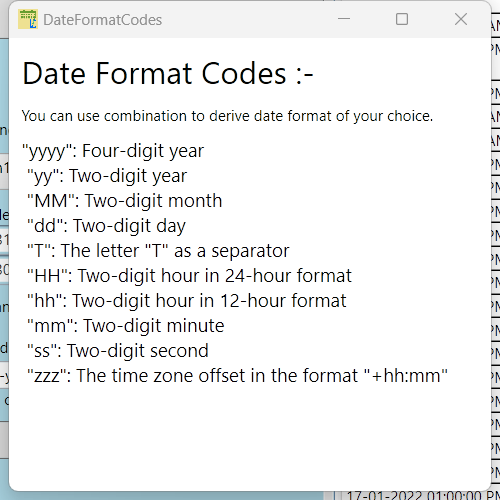 DateFormatCodes
Date Format Codes :-
You can use combination to derive date format of your choice.
"yyyy": Four-digit year
"yy": Two-digit year
"MM": Two-digit month
"dd": Two-digit day
"T": The letter "T" as a separator
"HH": Two-digit hour in 24-hour format
"hh": Two-digit hour in 12-hour format
"mm": Two-digit minute
"ss": Two-digit second
"zzz": The time zone offset in the format "+hh:mm"
17-01-2022 01:00:00 PM